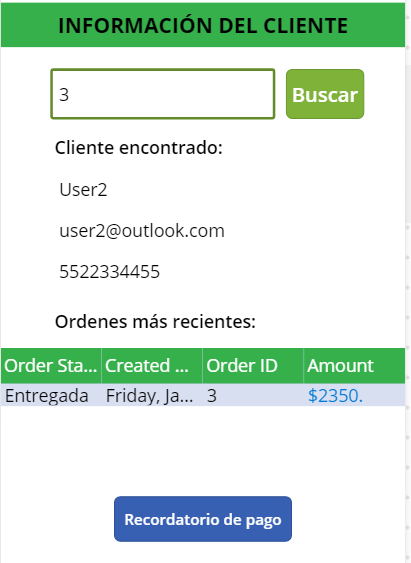 INFORMACIÓN DEL CLIENTE
3
Buscar
Cliente encontrado:
User2
user2@outlook.com
5522334455
Ordenes más recientes:
Order Sta... Created ... Order ID Amount
Entregada Friday, Ja... 3 $2350.
Recordatorio de pago